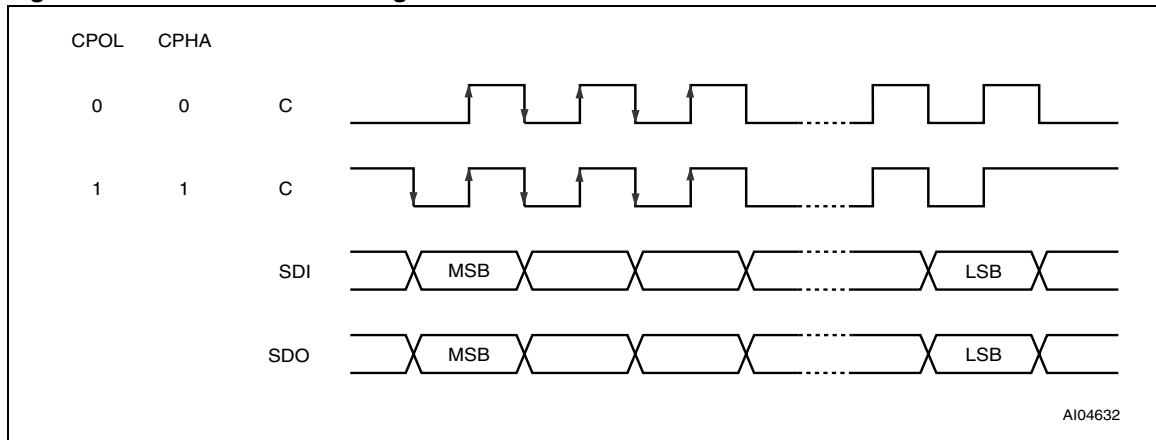 CPOL CPHA
0 0 C
1 1 C
SDI MSB LSB
SDO MSB LSB
AI04632